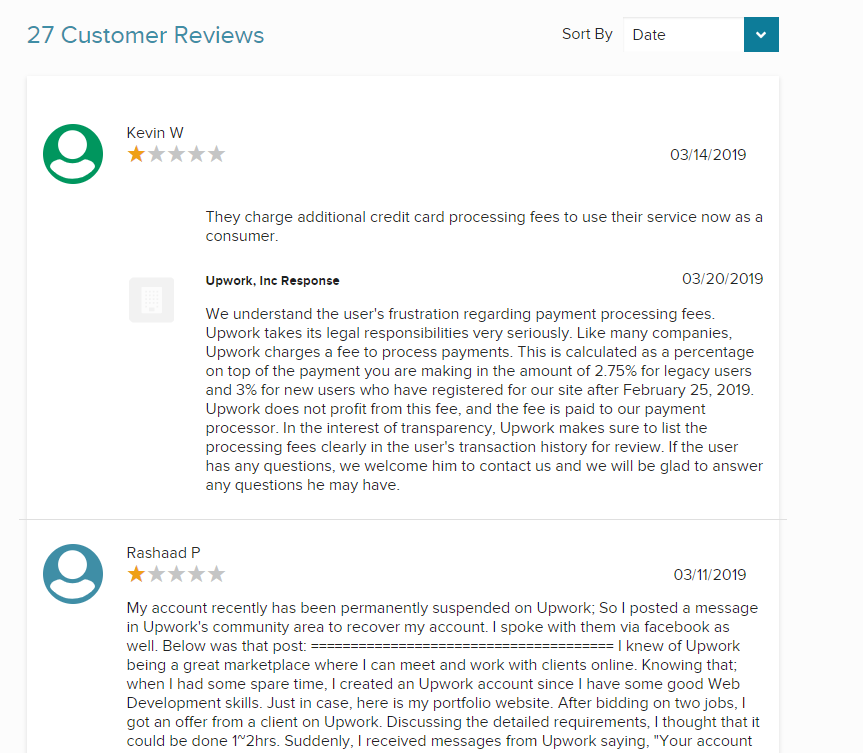 27 Customer Reviews
Sort By Date
Kevin W
03/14/2019
They charge additional credit card processing fees to use their service now as a
consumer.
Upwork, Inc Response
03/20/2019
We understand the user's frustration regarding payment processing fees.
Upwork takes its legal responsibilities very seriously. Like many companies,
Upwork charges a fee to process payments. This is calculated as a percentage
on top of the payment you are making in the amount of 2.75% for legacy users
and 3% for new users who have registered for our site after February 25, 2019.
Upwork does not profit from this fee, and the fee is paid to our payment
processor. In the interest of transparency, Upwork makes sure to list the
processing fees clearly in the user's transaction history for review. If the user
has any questions, we welcome him to contact us and we will be glad to answer
any questions he may have.
Rashaad P
03/11/2019
My account recently has been permanently suspended on Upwork; So I posted a message
in Upwork's community area to recover my account. I spoke with them via facebook as
well. Below was that post: ====================================== I knew of Upwork
being a great marketplace where I can meet and work with clients online. Knowing that;
when I had some spare time, I created an Upwork account since I have some good Web
Development skills. Just in case, here is my portfolio website. After bidding on two jobs, I
got an offer from a client on Upwork. Discussing the detailed requirements, I thought that it
could be done 1~2hrs. Suddenly, I received messages from Upwork saying, "Your account